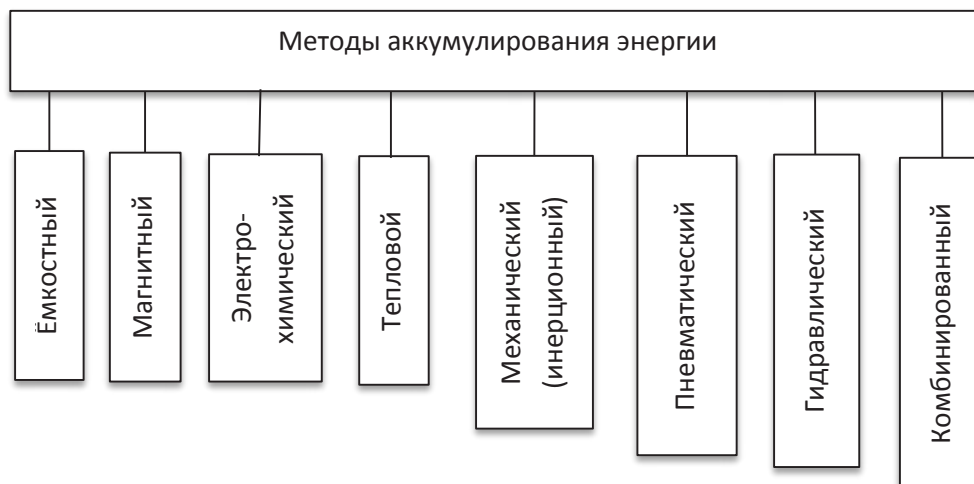 Методы аккумулирования энергии
Ёмкостный
Магнитный
Электро-
химический
Тепловой
Механический
(инерционный)
Пневматический
Гидравлический
Комбинированный